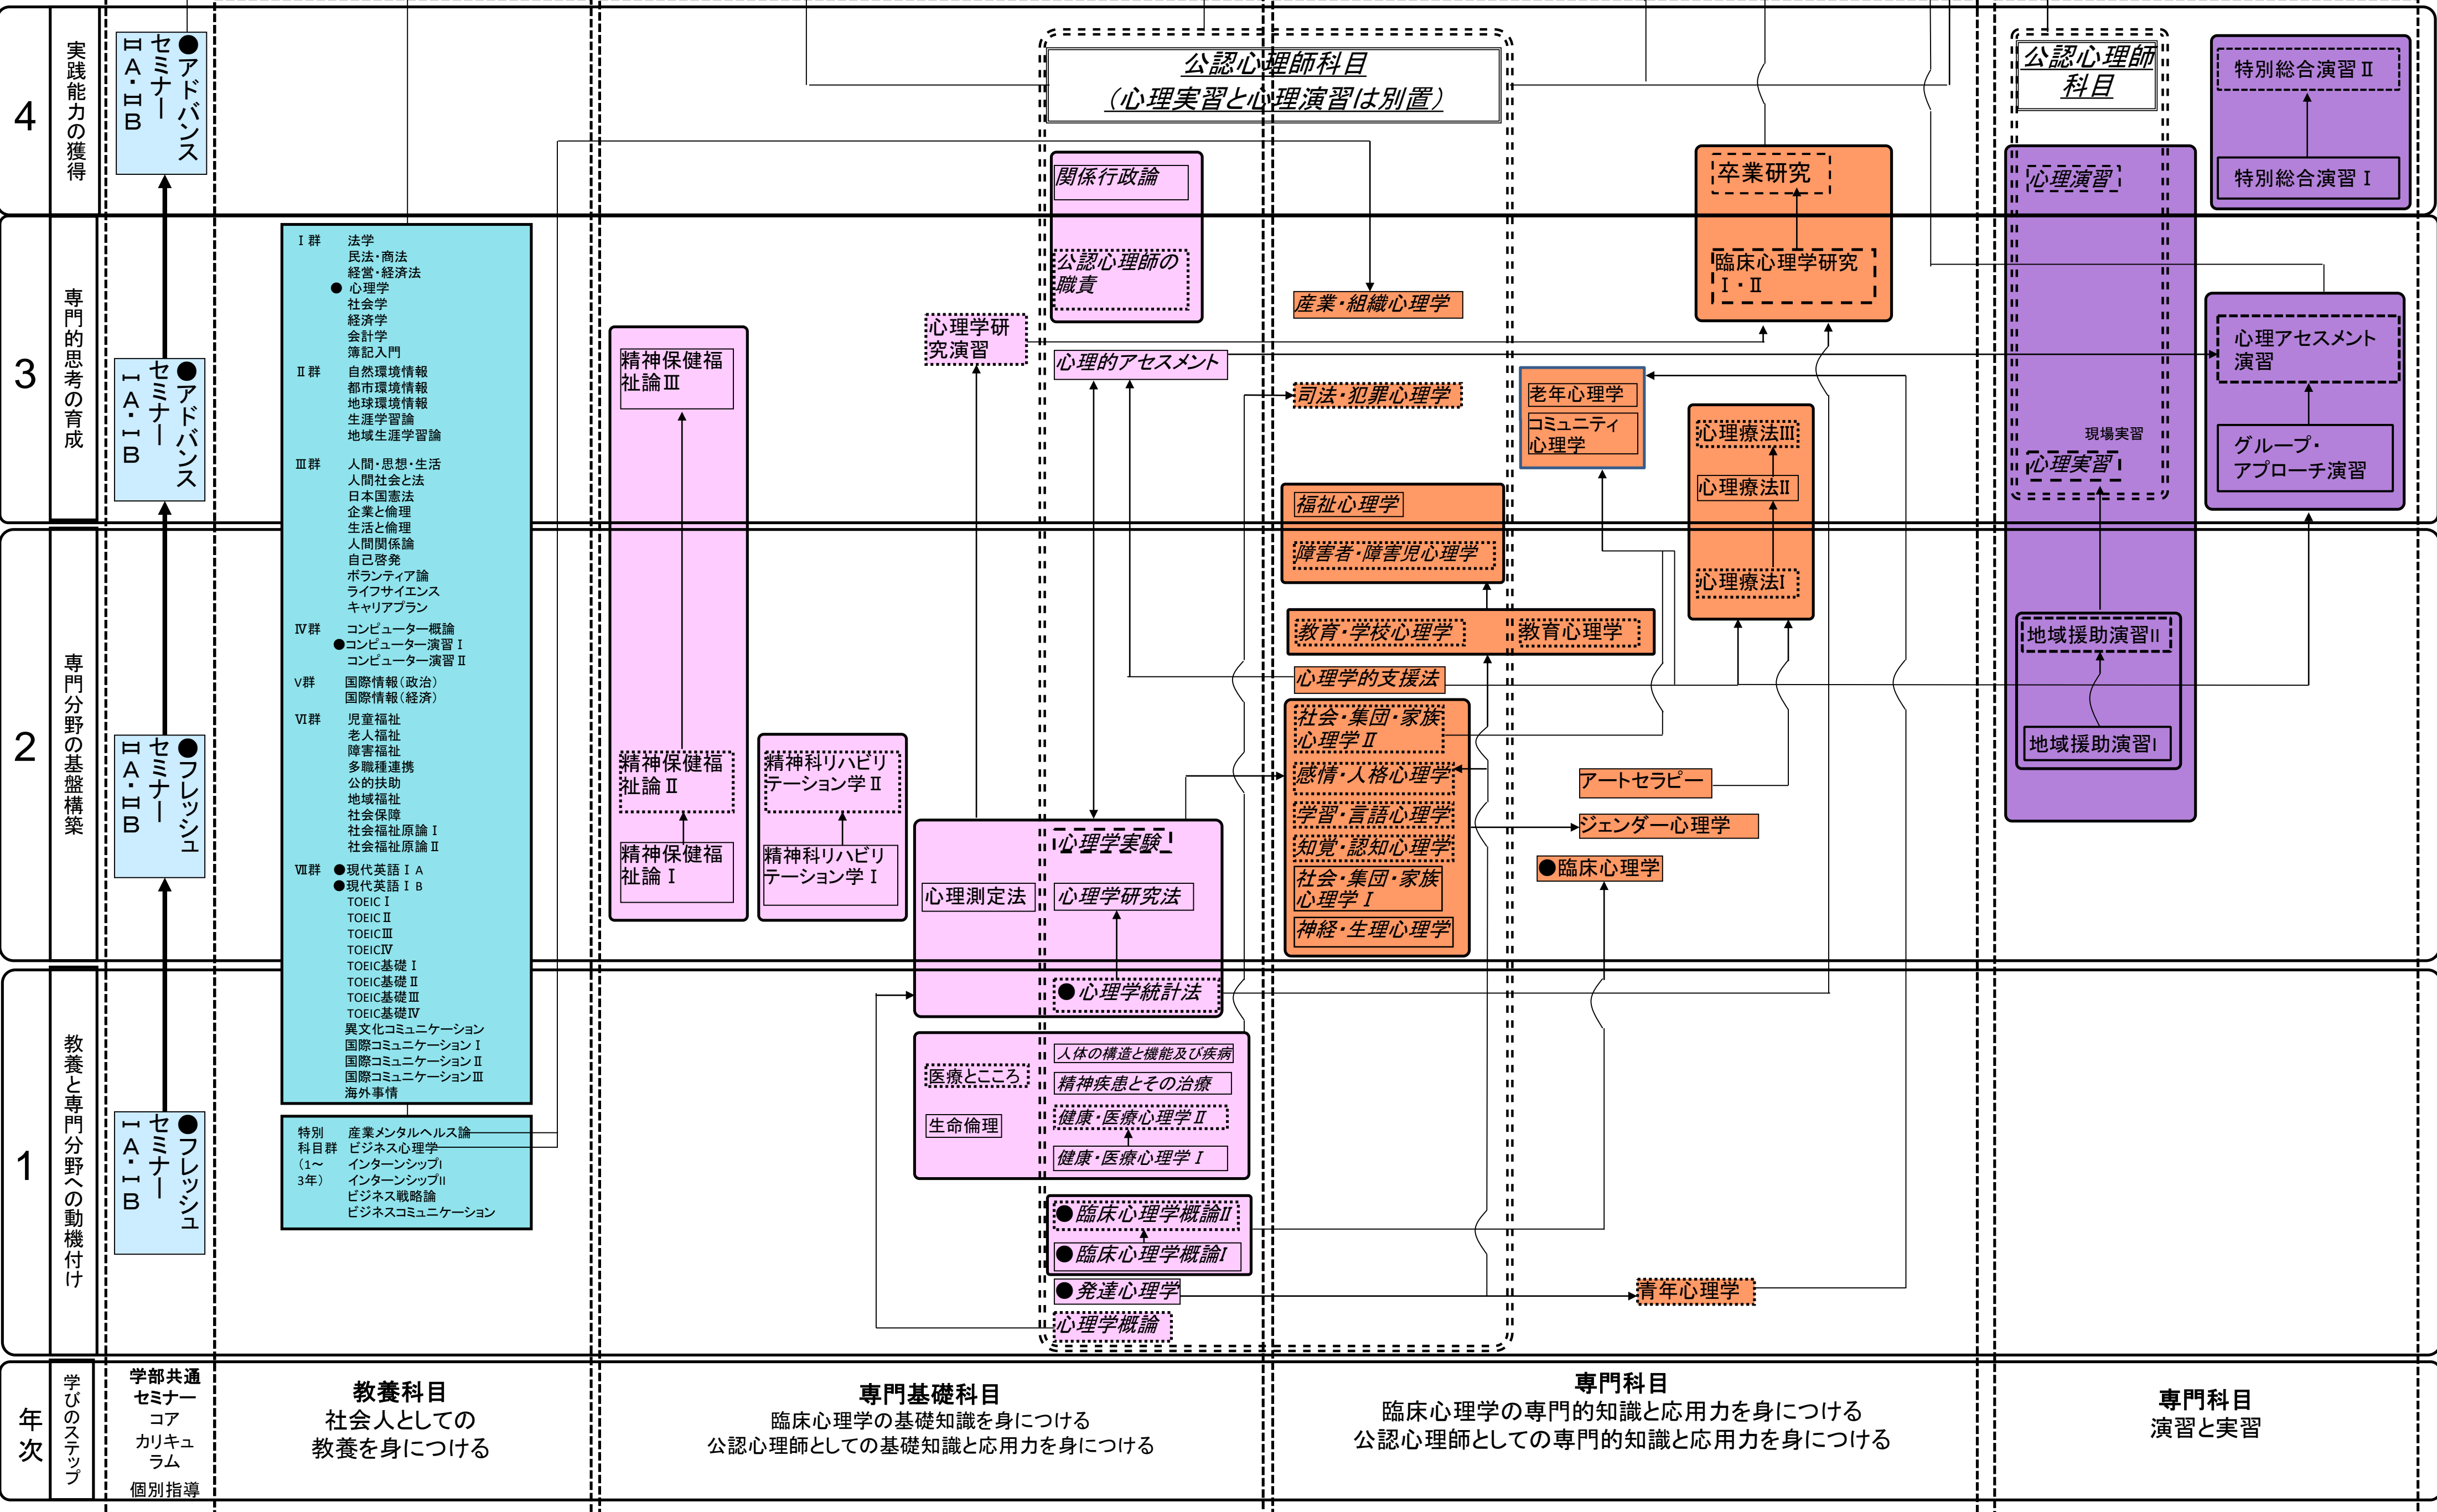 4
実践能力の獲得
●アドバンス
セミナー
ⅡA・ⅡB
公認心理師科目
（心理実習と心理演習は別置）
関係行政論
卒業研究
公認心理師
科目
心理演習
特別総合演習Ⅱ
特別総合演習Ⅰ
3
専門的思考の育成
●アドバンス
セミナー
ⅠA・ⅠB
Ⅰ群 法学
民法・商法
経営・経済法
● 心理学
社会学
経済学
会計学
簿記入門
Ⅱ群 自然環境情報
都市環境情報
地球環境情報
生涯学習論
地域生涯学習論
Ⅲ群 人間・思想・生活
人間社会と法
日本国憲法
企業と倫理
生活と倫理
人間関係論
自己啓発
ボランティア論
ライフサイエンス
キャリアプラン
Ⅳ群 コンピューター概論
●コンピューター演習Ⅰ
コンピューター演習Ⅱ
Ⅴ群 国際情報（政治）
国際情報（経済）
Ⅵ群 児童福祉
老人福祉
障害福祉
多職種連携
公的扶助
地域福祉
社会保障
社会福祉原論Ⅰ
社会福祉原論Ⅱ
Ⅶ群 ●現代英語ⅠA
●現代英語ⅠB
TOEICⅠ
TOEICⅡ
TOEICⅢ
TOEICⅣ
TOEIC基礎Ⅰ
TOEIC基礎Ⅱ
TOEIC基礎Ⅲ
TOEIC基礎Ⅳ
異文化コミュニケーション
国際コミュニケーションⅠ
国際コミュニケーションⅡ
国際コミュニケーションⅢ
海外事情
公認心理師の
職責
心理学研
究演習
心理的アセスメント
精神保健福
祉論Ⅲ
産業・組織心理学
司法・犯罪心理学
臨床心理学研究
Ⅰ・Ⅱ
老年心理学
コミュニティ
心理学
心理療法Ⅲ
心理療法Ⅱ
福祉心理学
現場実習
心理実習
心理アセスメント
演習
グループ・
アプローチ演習
2
専門分野の基盤構築
●フレッシュ
セミナー
ⅡA・ⅡB
障害者・障害児心理学
心理療法Ⅰ
教育・学校心理学
教育心理学
心理学的支援法
社会・集団・家族
心理学Ⅱ
感情・人格心理学
学習・言語心理学
知覚・認知心理学
社会・集団・家族
心理学Ⅰ
神経・生理心理学
アートセラピー
ジェンダー心理学
●臨床心理学
地域援助演習Ⅱ
地域援助演習Ⅰ
精神保健福
祉論Ⅱ
精神保健福
祉論Ⅰ
精神科リハビリ
テーション学Ⅱ
精神科リハビリ
テーション学Ⅰ
心理学実験
心理測定法
心理学研究法
1
教養と専門分野への動機付け
●フレッシュ
セミナー
ⅠA・ⅠB
特別 産業メンタルヘルス論
科目群 ビジネス心理学
（1～ インターンシップⅠ
3年） インターンシップⅡ
ビジネス戦略論
ビジネスコミュニケーション
●心理学統計法
医療とこころ
生命倫理
人体の構造と機能及び疾病
精神疾患とその治療
健康・医療心理学Ⅱ
健康・医療心理学Ⅰ
●臨床心理学概論Ⅱ
●臨床心理学概論Ⅰ
●発達心理学
心理学概論
青年心理学
年次
学びのステップ
学部共通
セミナー
コア
カリキュ
ラム
個別指導
教養科目
社会人としての
教養を身につける
専門基礎科目
臨床心理学の基礎知識を身につける
公認心理師としての基礎知識と応用力を身につける
専門科目
臨床心理学の専門的知識と応用力を身につける
公認心理師としての専門的知識と応用力を身につける
専門科目
演習と実習